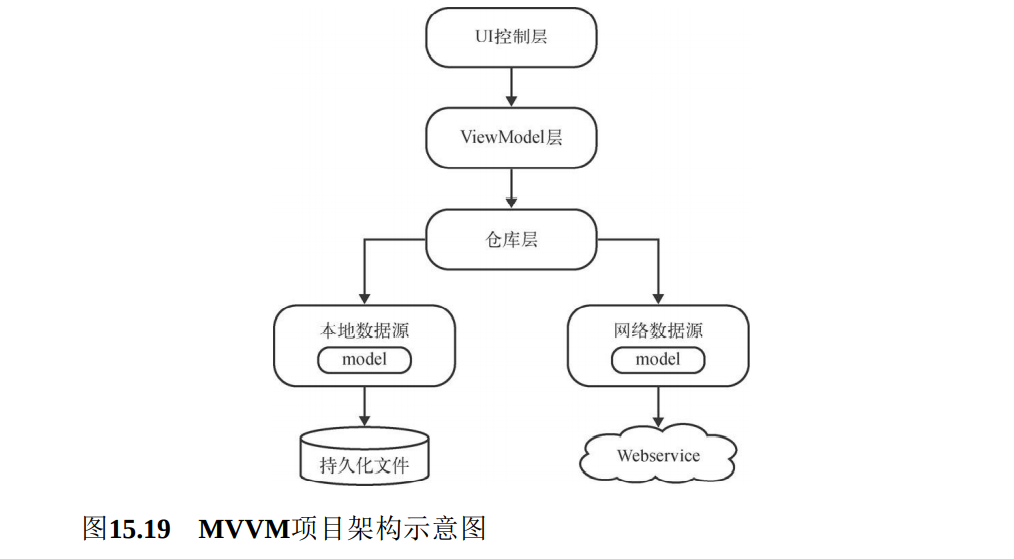 UI控制层
ViewModel层
仓库层
本地数据源
网络数据源
model
model
持久化文件
Webservice
图15.19 MVVM项目架构示意图